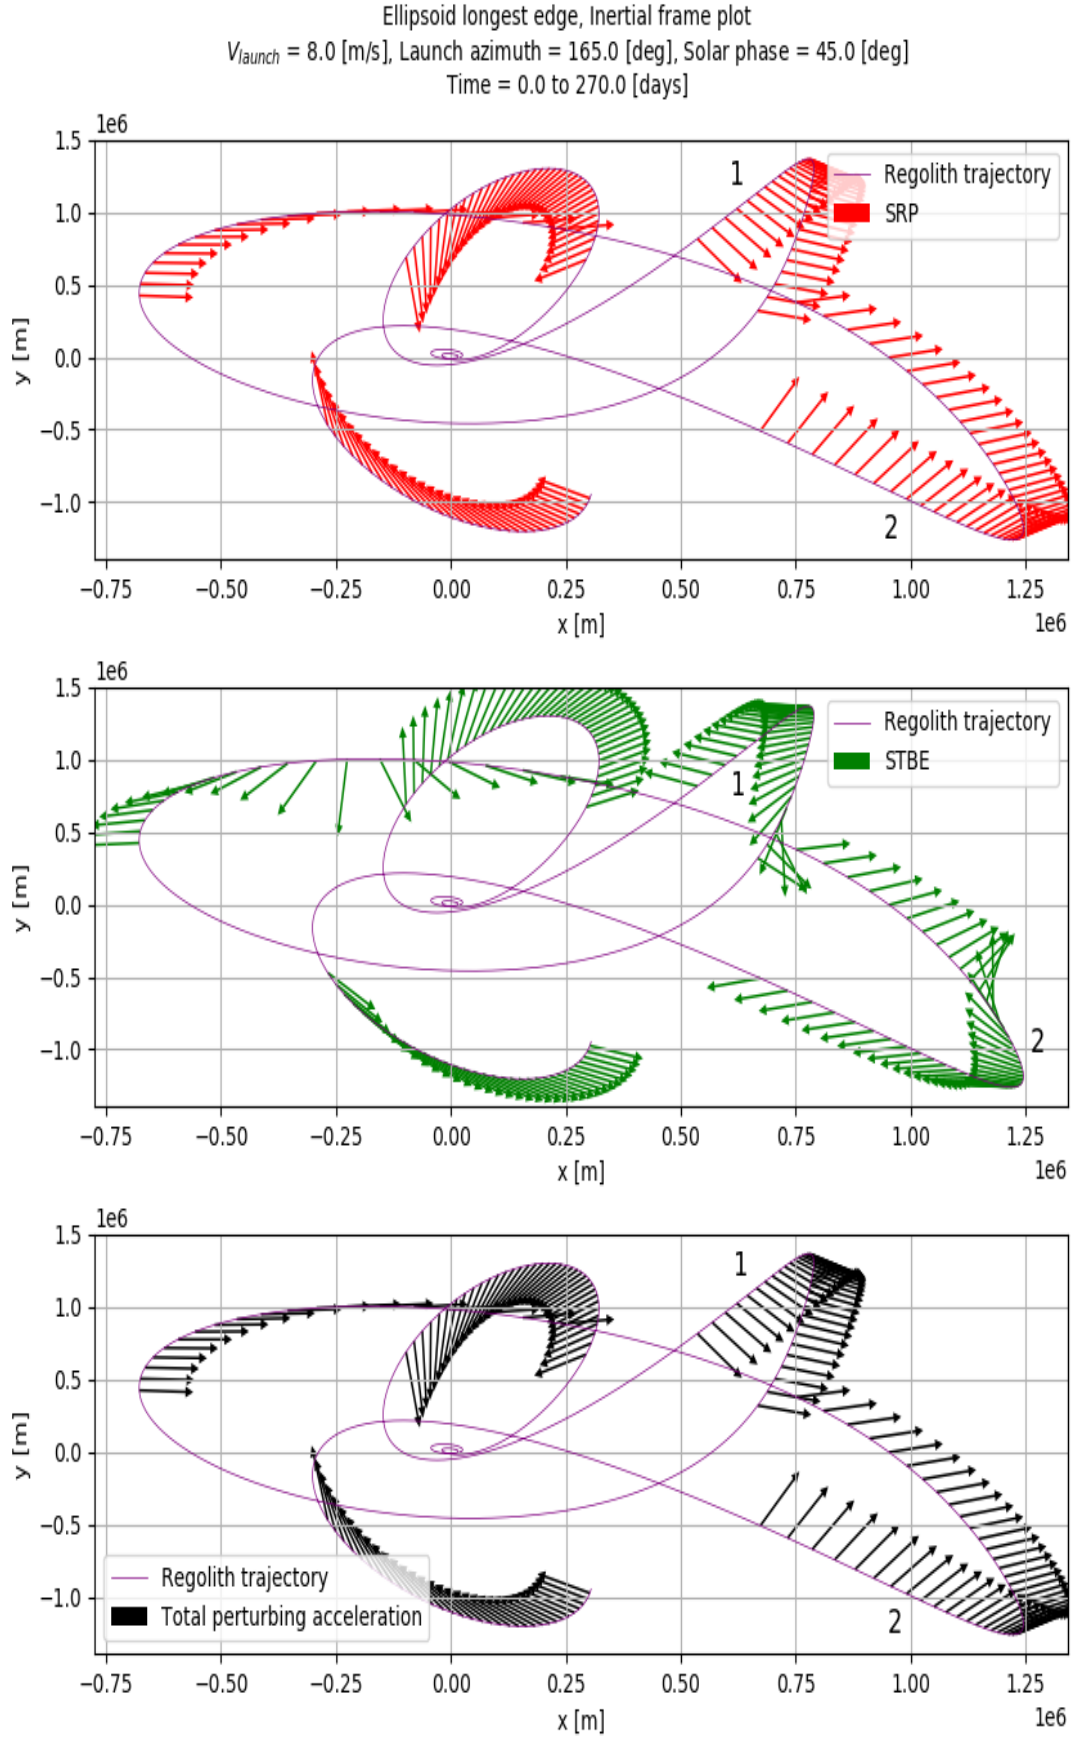 Ellipsoid longest edge, Inertial frame plot
V_launch = 8.0 [m/s], Launch azimuth = 165.0 [deg], Solar phase = 45.0 [deg]
Time = 0.0 to 270.0 [days]
1e6
1.5
1.0
0.5
0.0
−0.5
−1.0
y [m]
1
2
Regolith trajectory
SRP
−0.75 −0.50 −0.25 0.00 0.25 0.50 0.75 1.00 1.25
x [m]
1e6
1e6
1.5
1.0
0.5
0.0
−0.5
−1.0
y [m]
1
2
Regolith trajectory
STBE
−0.75 −0.50 −0.25 0.00 0.25 0.50 0.75 1.00 1.25
x [m]
1e6
1e6
1.5
1.0
0.5
0.0
−0.5
−1.0
y [m]
1
2
Regolith trajectory
Total perturbing acceleration
−0.75 −0.50 −0.25 0.00 0.25 0.50 0.75 1.00 1.25
x [m]
1e6